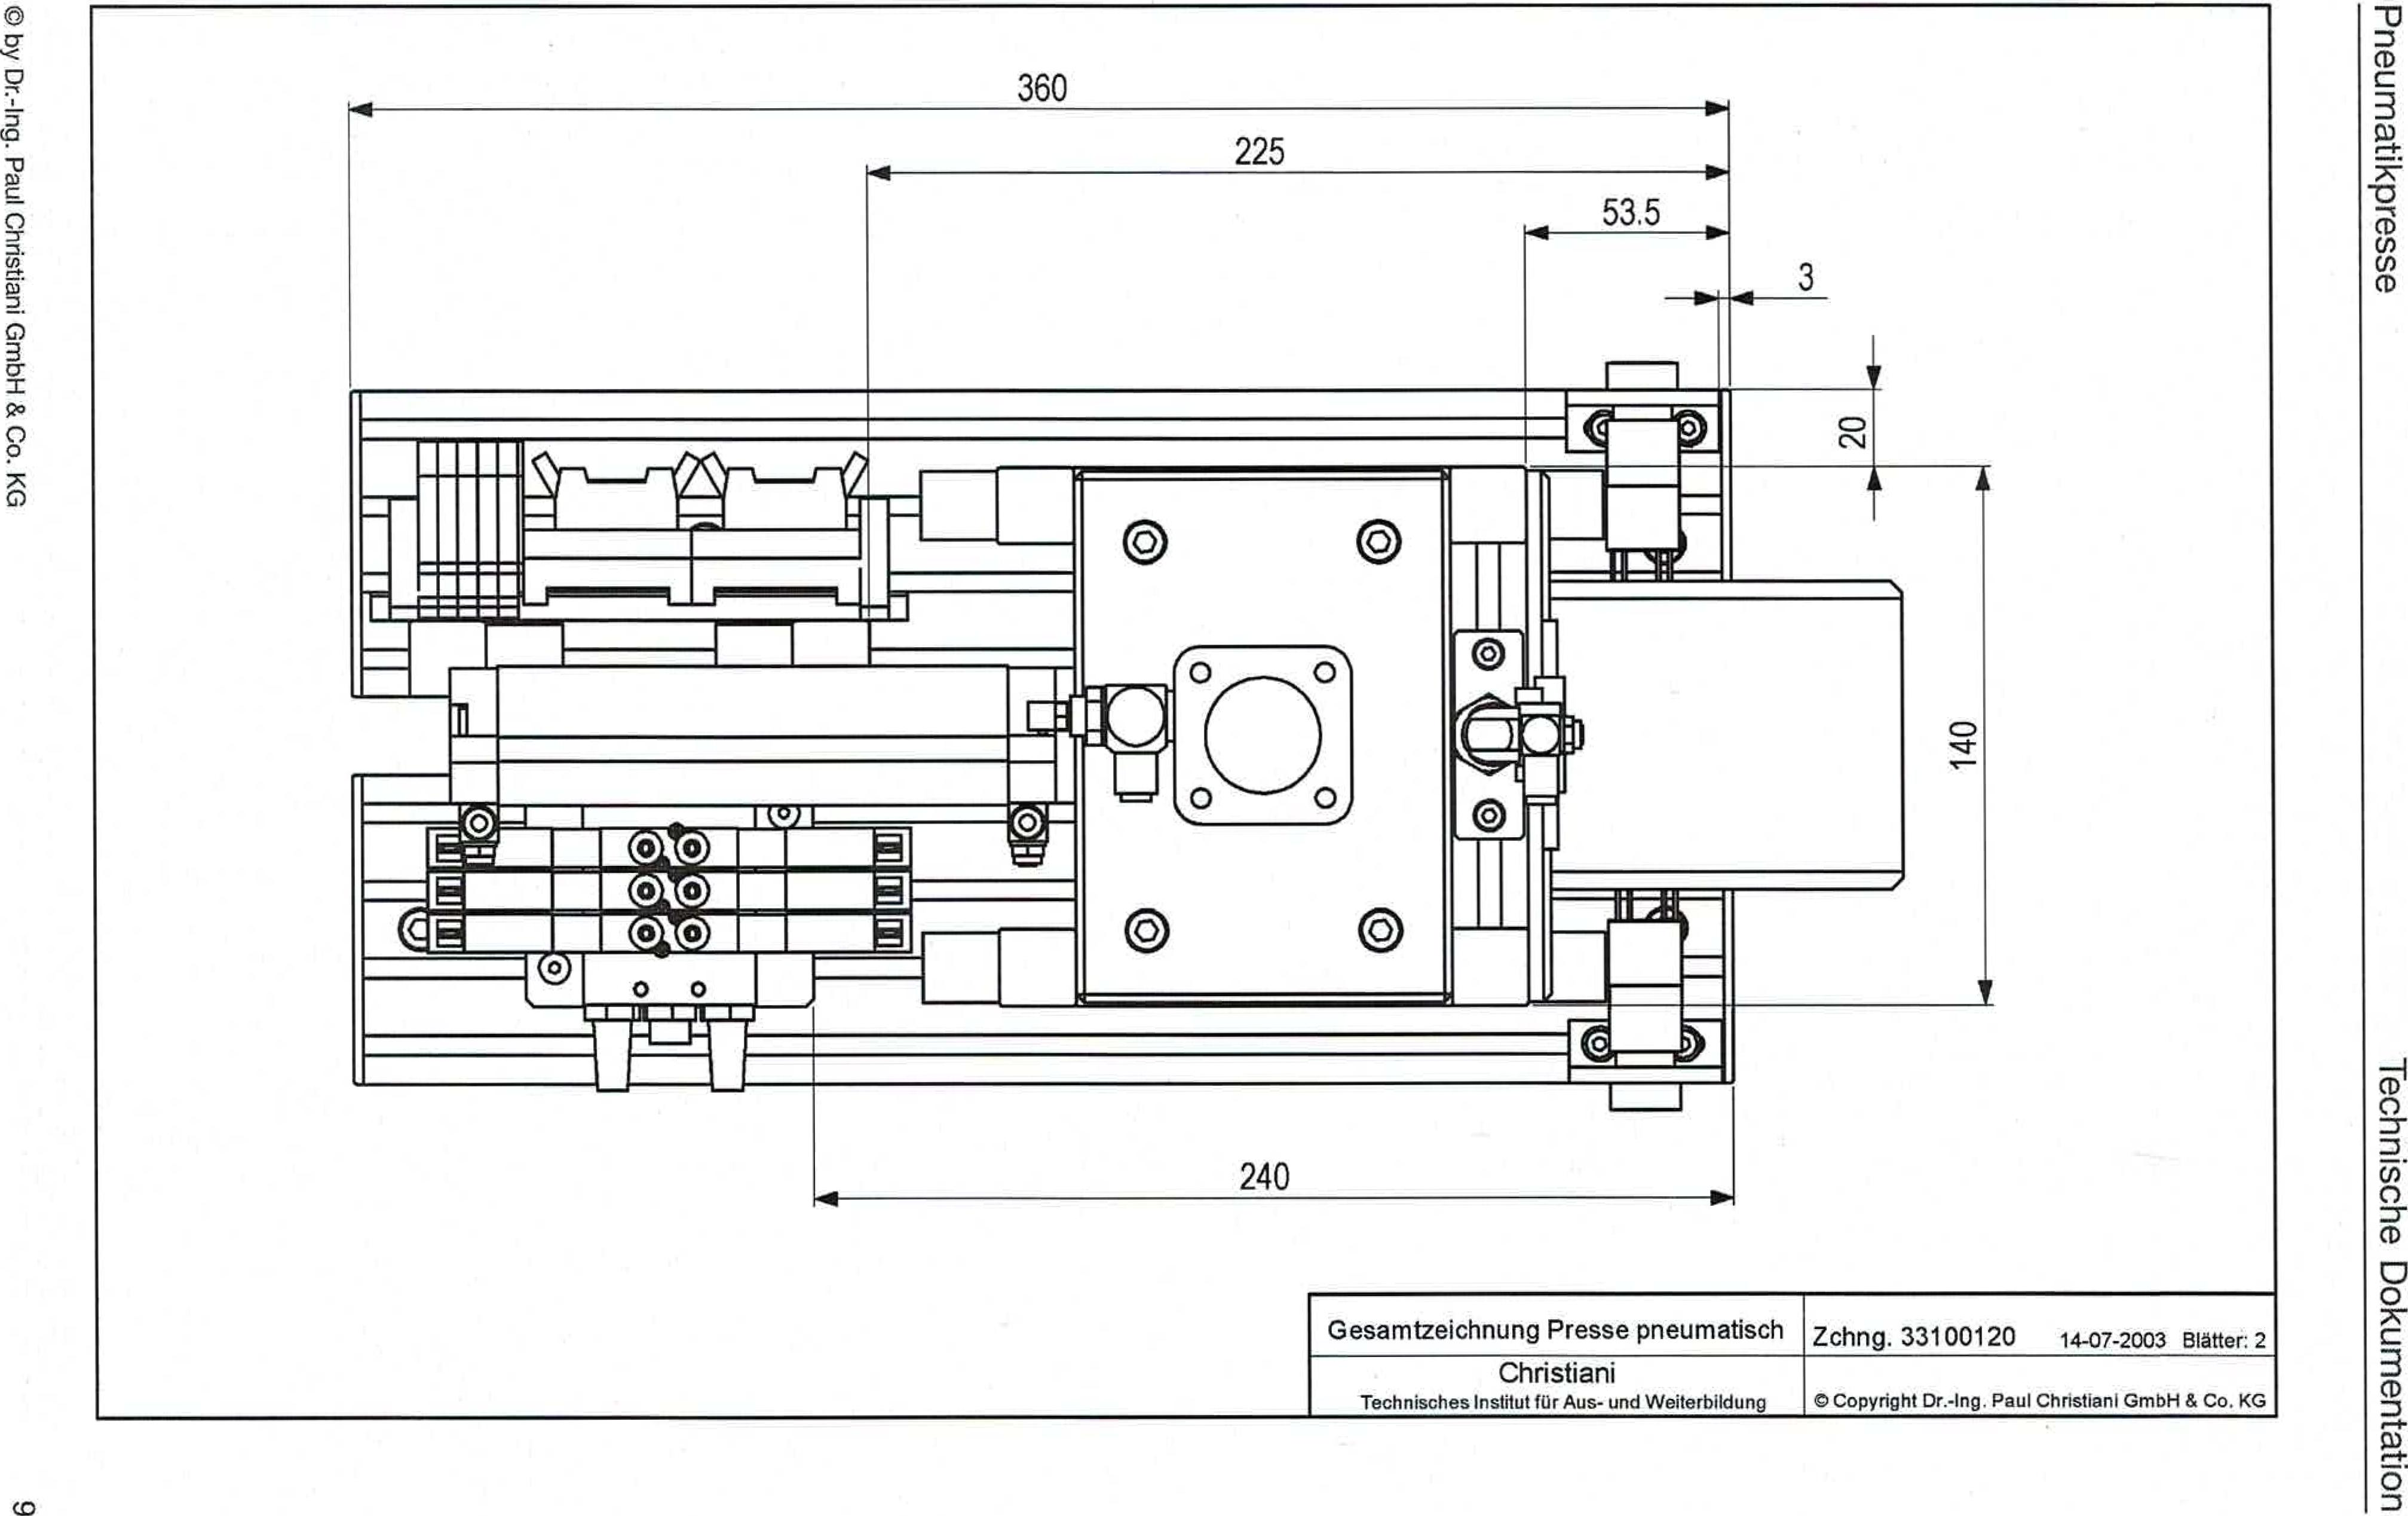 Pneumatikpresse
Technische Dokumentation
360
225
53.5
3
20
140
240
Gesamtzeichnung Presse pneumatisch
Zchng. 33100120 14-07-2003 Blätter: 2
Christiani
Technisches Institut für Aus- und Weiterbildung
© Copyright Dr.-Ing. Paul Christiani GmbH & Co. KG
© by Dr.-Ing. Paul Christiani GmbH & Co. KG
9